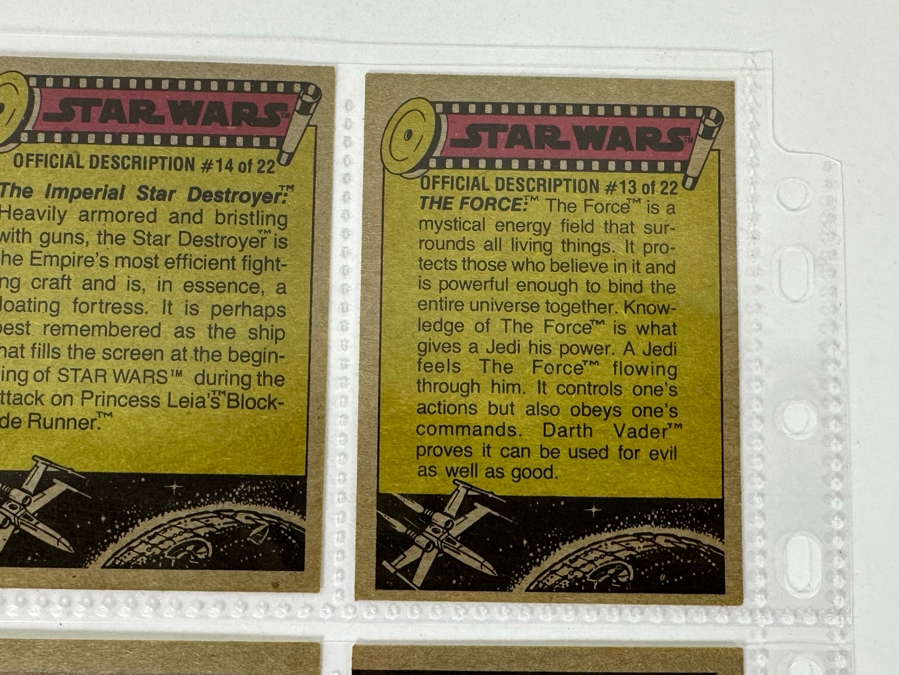 STAR WARS™
OFFICIAL DESCRIPTION #14 of 22
The Imperial Star Destroyer:™
Heavily armored and bristling
with guns, the Star Destroyer™ is
he Empire's most efficient fight-
ng craft and is, in essence, a
loating fortress. It is perhaps
est remembered as the ship
hat fills the screen at the begin-
ing of STAR WARS™ during the
ttack on Princess Leia's™ Block-
de Runner.™
STAR WARS™
OFFICIAL DESCRIPTION #13 of 22
THE FORCE:™ The Force™ is a
mystical energy field that sur-
rounds all living things. It pro-
tects those who believe in it and
is powerful enough to bind the
entire universe together. Know-
ledge of The Force™ is what
gives a Jedi his power. A Jedi
feels The Force™ flowing
through him. It controls one's
actions but also obeys one's
commands. Darth Vader™
proves it can be used for evil
as well as good.